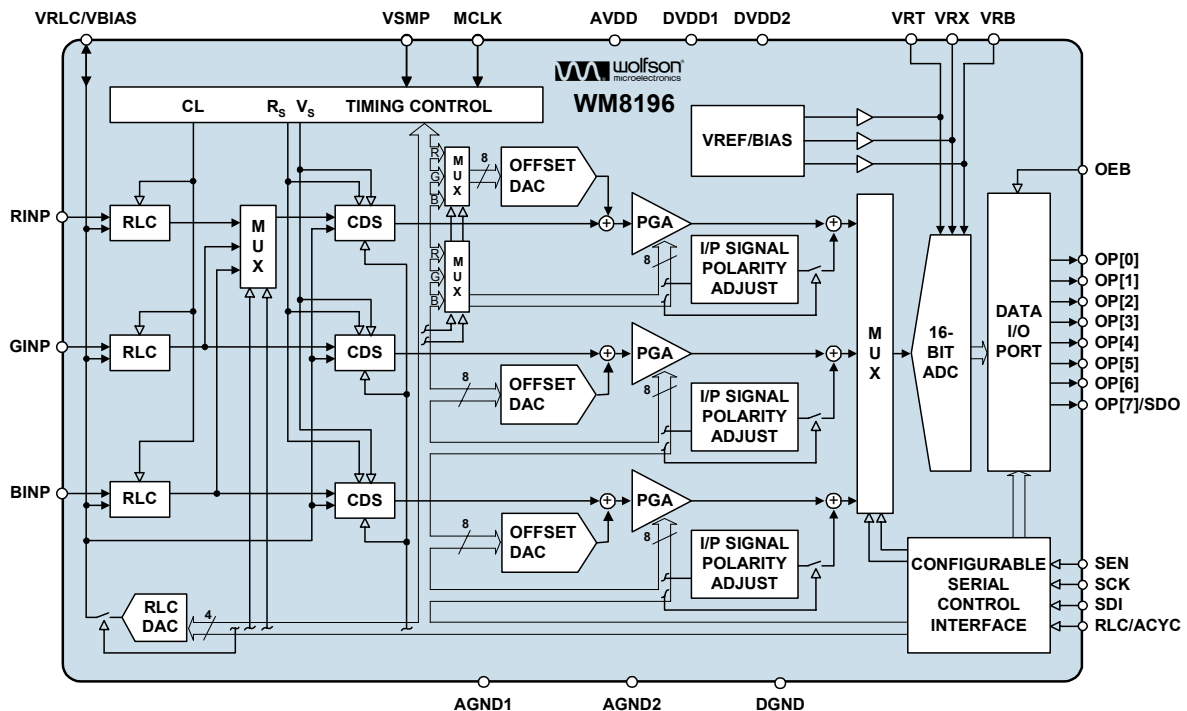 VRLC/VBIAS VSMP MCLK AVDD DVDD1 DVDD2 VRT VRX VRB
wolfson
microelectronics
WM8196
CL RS VS TIMING CONTROL
VREF/BIAS
OEB
R
G
B
M
U
X
8
OFFSET
DAC
RINP
RLC
M
U
X
CDS
+
PGA
+
8
I/P SIGNAL
POLARITY
ADJUST
R
G
B
M
U
X
M
U
X
16-
BIT
ADC
DATA
I/O
PORT
OP[0]
OP[1]
OP[2]
OP[3]
OP[4]
OP[5]
OP[6]
OP[7]/SDO
GINP
RLC
CDS
+
PGA
+
8
OFFSET
DAC
8
I/P SIGNAL
POLARITY
ADJUST
BINP
RLC
CDS
+
PGA
+
8
OFFSET
DAC
8
I/P SIGNAL
POLARITY
ADJUST
CONFIGURABLE
SERIAL
CONTROL
INTERFACE
SEN
SCK
SDI
RLC/ACYC
RLC
DAC
4
AGND1 AGND2 DGND